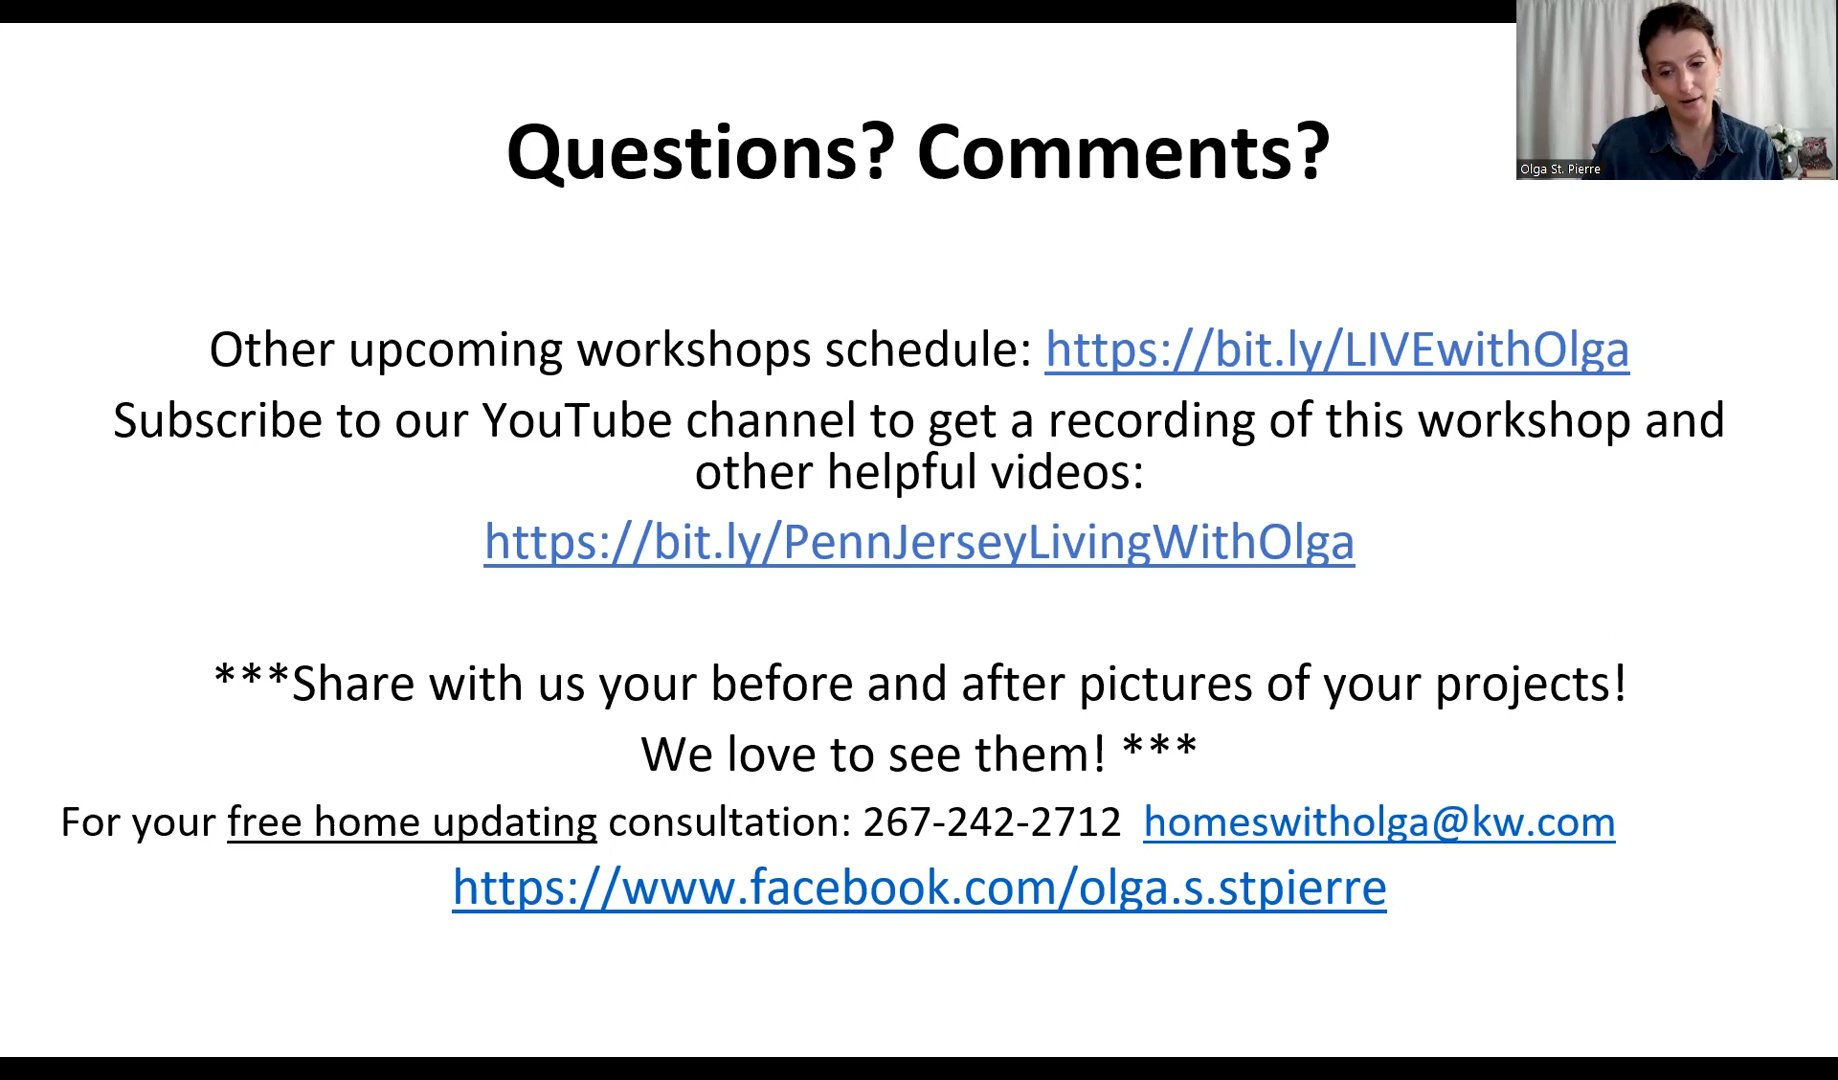 Questions? Comments?
Olga St. Pierre
Other upcoming workshops schedule: https://bit.ly/LIVEwithOlga
Subscribe to our YouTube channel to get a recording of this workshop and
other helpful videos:
https://bit.ly/PennJerseyLivingWithOlga
***Share with us your before and after pictures of your projects!
We love to see them! ***
For your free home updating consultation: 267-242-2712 homeswitholga@kw.com
https://www.facebook.com/olga.s.stpierre